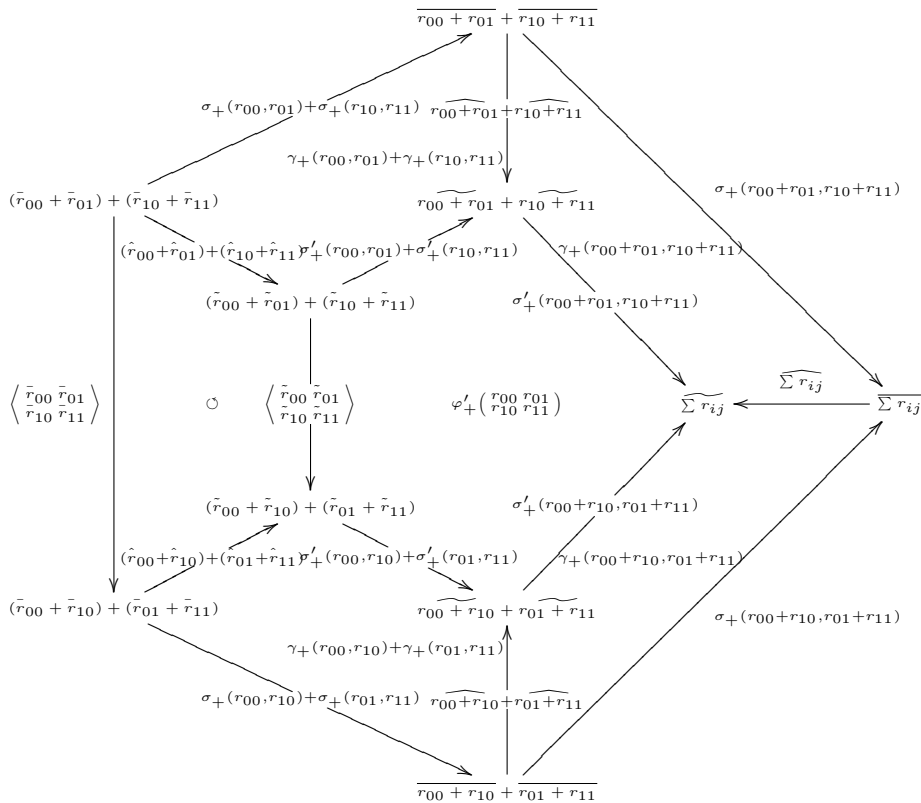 $\overline{r_{00} + r_{01}} + \overline{r_{10} + r_{11}}$
$\sigma_+(r_{00},r_{01})+\sigma_+(r_{10},r_{11})$ $\widehat{r_{00}+r_{01}}+\widehat{r_{10}+r_{11}}$
$\gamma_+(r_{00},r_{01})+\gamma_+(r_{10},r_{11})$
$\sigma_+(r_{00}+r_{01},r_{10}+r_{11})$
$(\bar{r}_{00} + \bar{r}_{01}) + (\bar{r}_{10} + \bar{r}_{11})$ $\widetilde{r_{00} + r_{01}} + \widetilde{r_{10} + r_{11}}$
$(\hat{r}_{00}+\hat{r}_{01})+(\hat{r}_{10}+\hat{r}_{11})$ $\sigma'_+(r_{00},r_{01})+\sigma'_+(r_{10},r_{11})$ $\gamma_+(r_{00}+r_{01},r_{10}+r_{11})$
$(\tilde{r}_{00} + \tilde{r}_{01}) + (\tilde{r}_{10} + \tilde{r}_{11})$ $\sigma'_+(r_{00}+r_{01},r_{10}+r_{11})$
$\widehat{\sum r_{ij}}$
$\left\langle \begin{matrix} \bar{r}_{00} & \bar{r}_{01} \\ \bar{r}_{10} & \bar{r}_{11} \end{matrix} \right\rangle$ ↺ $\left\langle \begin{matrix} \tilde{r}_{00} & \tilde{r}_{01} \\ \tilde{r}_{10} & \tilde{r}_{11} \end{matrix} \right\rangle$ $\varphi'_+\left(\begin{matrix} r_{00} & r_{01} \\ r_{10} & r_{11} \end{matrix}\right)$ $\widetilde{\sum r_{ij}}$ $\overline{\sum r_{ij}}$
$(\tilde{r}_{00} + \tilde{r}_{10}) + (\tilde{r}_{01} + \tilde{r}_{11})$ $\sigma'_+(r_{00}+r_{10},r_{01}+r_{11})$
$(\hat{r}_{00}+\hat{r}_{10})+(\hat{r}_{01}+\hat{r}_{11})$ $\sigma'_+(r_{00},r_{10})+\sigma'_+(r_{01},r_{11})$ $\gamma_+(r_{00}+r_{10},r_{01}+r_{11})$
$(\bar{r}_{00} + \bar{r}_{10}) + (\bar{r}_{01} + \bar{r}_{11})$ $\widetilde{r_{00} + r_{10}} + \widetilde{r_{01} + r_{11}}$
$\sigma_+(r_{00}+r_{10},r_{01}+r_{11})$
$\gamma_+(r_{00},r_{10})+\gamma_+(r_{01},r_{11})$
$\sigma_+(r_{00},r_{10})+\sigma_+(r_{01},r_{11})$ $\widehat{r_{00}+r_{10}}+\widehat{r_{01}+r_{11}}$
$\overline{r_{00} + r_{10}} + \overline{r_{01} + r_{11}}$